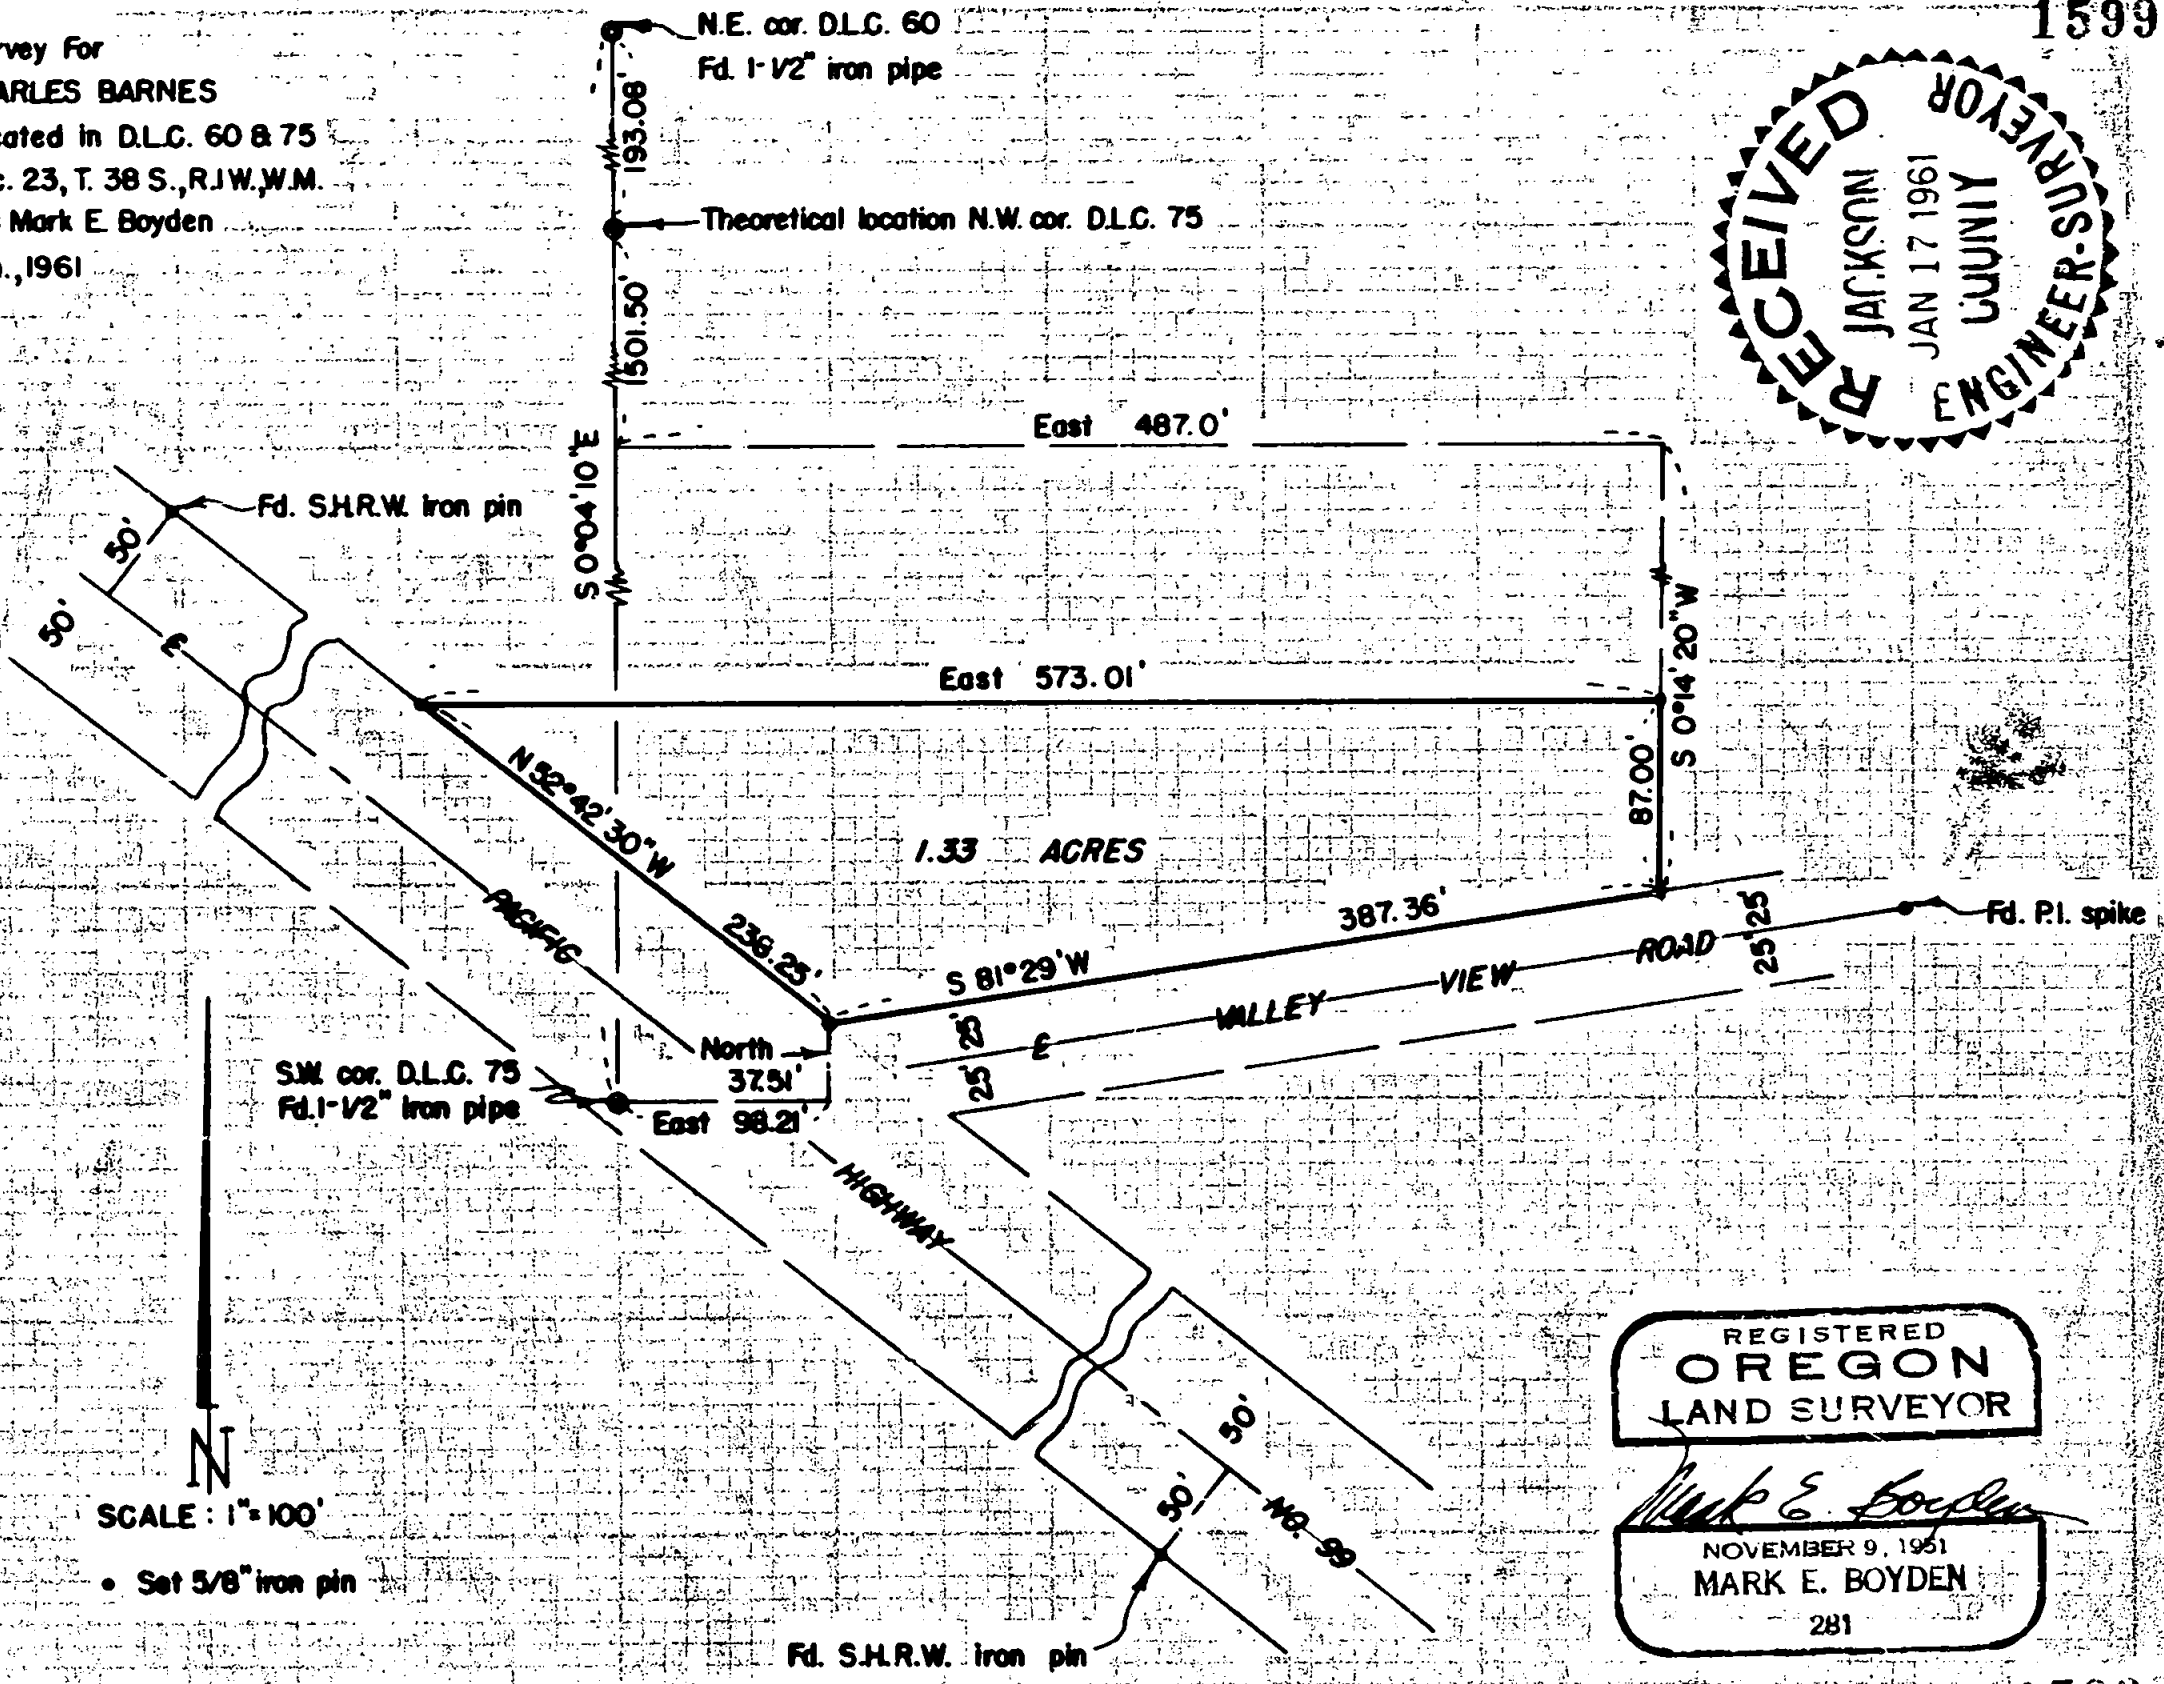 1599
rvey For
ARLES BARNES
cated in D.L.C. 60 & 75
c. 23, T. 38 S., R.1W., W.M.
Mark E. Boyden
., 1961
N.E. cor. D.L.C. 60
Fd. 1-1/2" iron pipe
193.08'
Theoretical location N.W. cor. D.L.C. 75
1501.50'
RECEIVED
JACKSON
JAN 17 1961
COUNTY
ENGINEER-SURVEYOR
East 487.0'
S 0°04'10"E
Fd. S.H.R.W. iron pin
50'
50'
℄
East 573.01'
S 0°14'20"W
87.00'
N 52°42'30"W
238.25'
1.33 ACRES
387.36'
S 81°29'W
PACIFIC
25'
25'
Fd. P.I. spike
VALLEY VIEW ROAD
℄
25'
25'
North
37.51'
East 98.21'
S.W. cor. D.L.C. 75
Fd. 1-1/2" iron pipe
HIGHWAY
50'
50'
NO. 99
Fd. S.H.R.W. iron pin
N
SCALE : 1"=100'
• Set 5/8" iron pin
REGISTERED
OREGON
LAND SURVEYOR
Mark E. Boyden
NOVEMBER 9, 1951
MARK E. BOYDEN
281